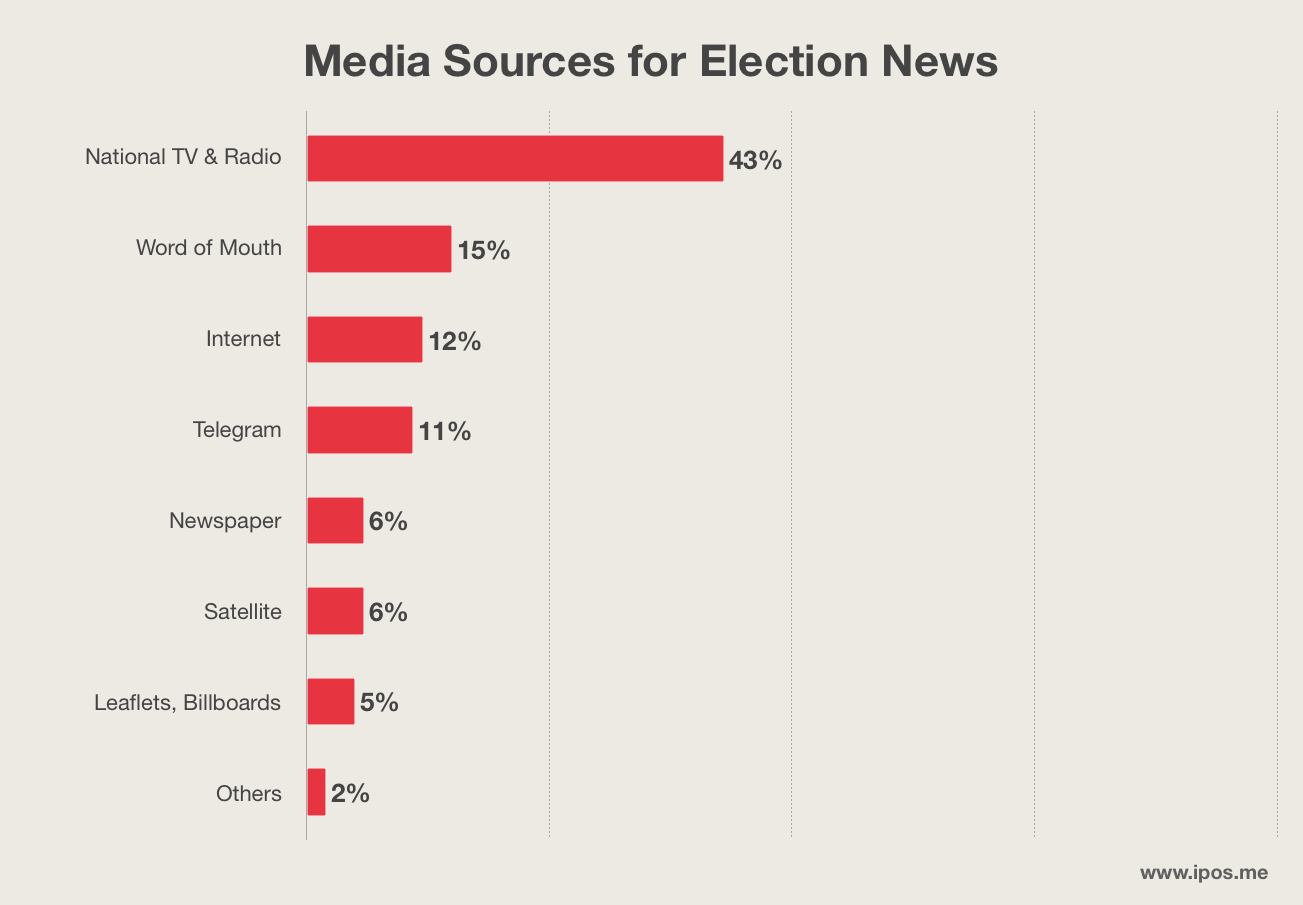 Media Sources for Election News
National TV & Radio 43%
Word of Mouth 15%
Internet 12%
Telegram 11%
Newspaper 6%
Satellite 6%
Leaflets, Billboards 5%
Others 2%
www.ipos.me